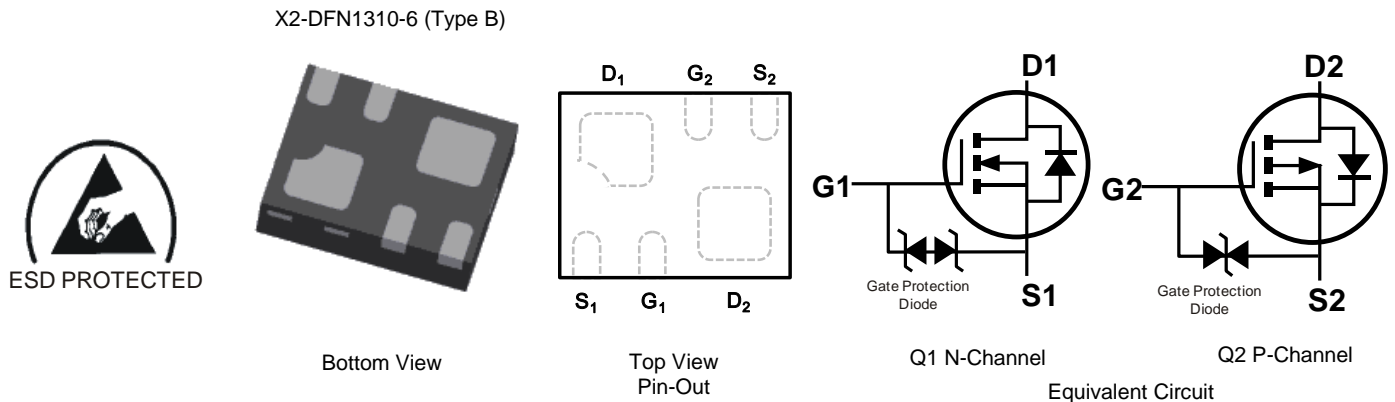 X2-DFN1310-6 (Type B)
ESD PROTECTED
Bottom View
D₁ G₂ S₂
S₁ G₁ D₂
Top View
Pin-Out
D1
G1
Gate Protection
Diode
S1
Q1 N-Channel
D2
G2
Gate Protection
Diode
S2
Q2 P-Channel
Equivalent Circuit